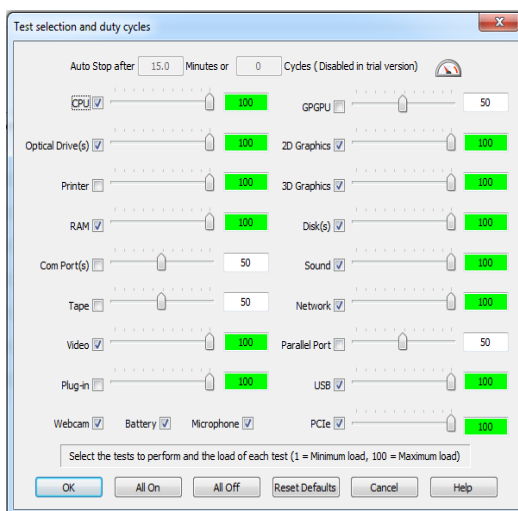 Test selection and duty cycles
Auto Stop after 15.0 Minutes or 0 Cycles ( Disabled in trial version)
CPU 100 GPGPU 50
Optical Drive(s) 100 2D Graphics 100
Printer 100 3D Graphics 100
RAM 100 Disk(s) 100
Com Port(s) 50 Sound 100
Tape 50 Network 100
Video 100 Parallel Port 50
Plug-in 100 USB 100
Webcam Battery Microphone PCIe 100
Select the tests to perform and the load of each test (1 = Minimum load, 100 = Maximum load)
OK All On All Off Reset Defaults Cancel Help